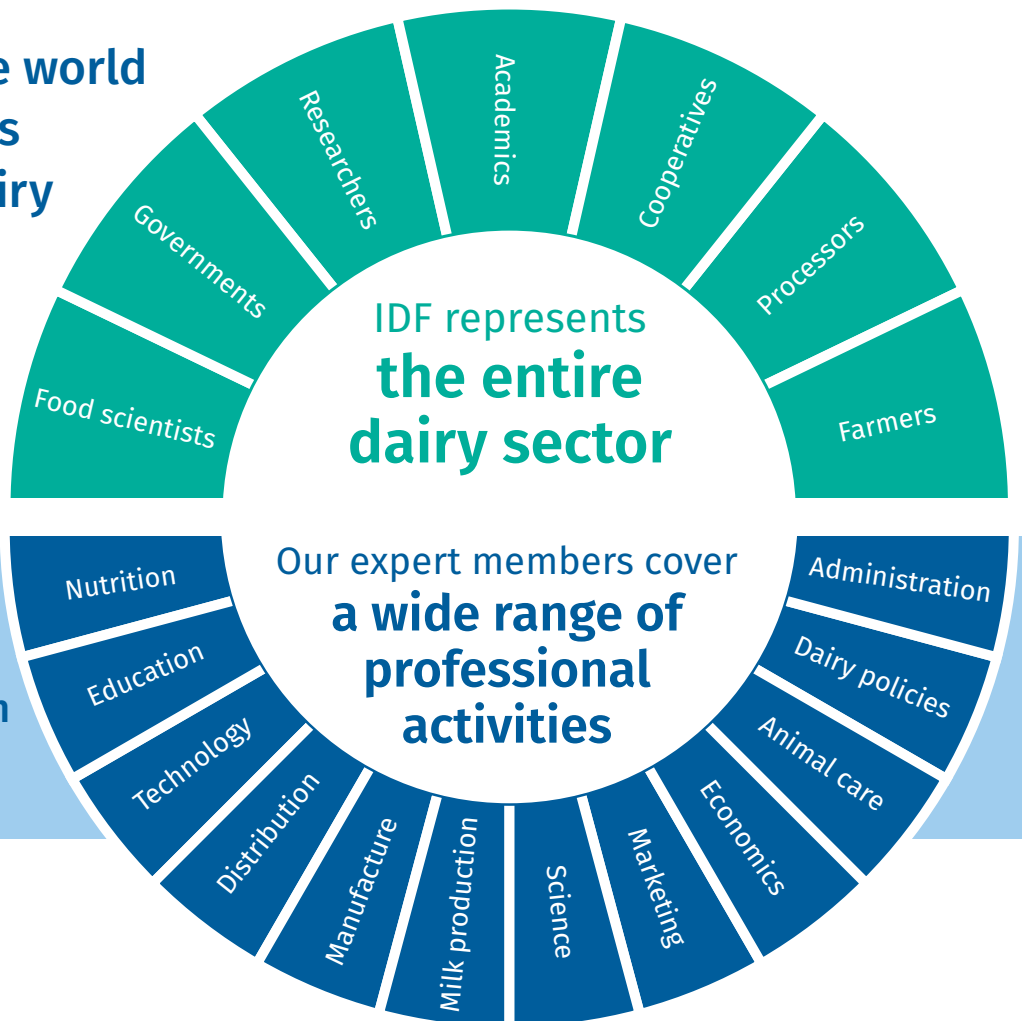 e world
s
iry
Food scientists
Governments
Researchers
Academics
Cooperatives
Processors
Farmers
IDF represents
the entire
dairy sector
Our expert members cover
a wide range of
professional
activities
Nutrition
Education
Technology
Distribution
Manufacture
Milk production
Science
Marketing
Economics
Animal care
Dairy policies
Administration
n